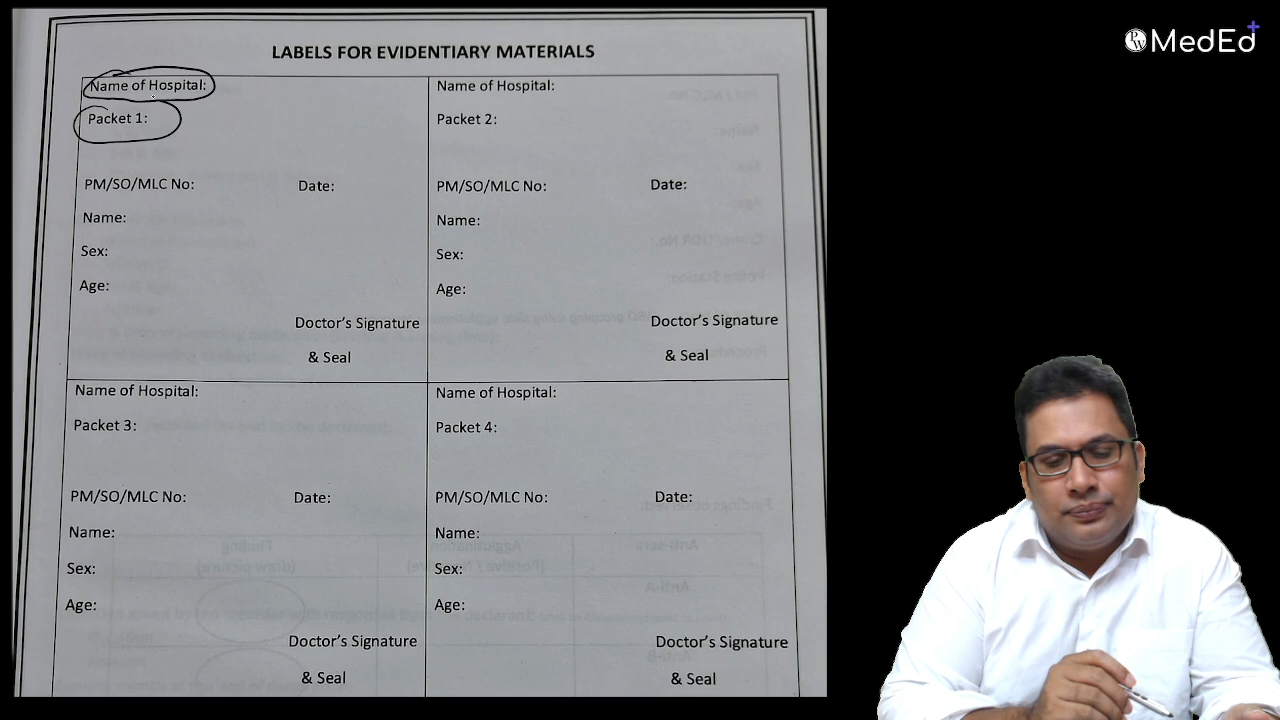 MedEd
LABELS FOR EVIDENTIARY MATERIALS
Name of Hospital:
Packet 1:
PM/SO/MLC No: Date:
Name:
Sex:
Age:
Doctor's Signature
& Seal
Name of Hospital:
Packet 2:
PM/SO/MLC No: Date:
Name:
Sex:
Age:
Doctor's Signature
& Seal
Name of Hospital:
Packet 3:
PM/SO/MLC No: Date:
Name:
Sex:
Age:
Doctor's Signature
& Seal
Name of Hospital:
Packet 4:
PM/SO/MLC No: Date:
Name:
Sex:
Age:
Doctor's Signature
& Seal